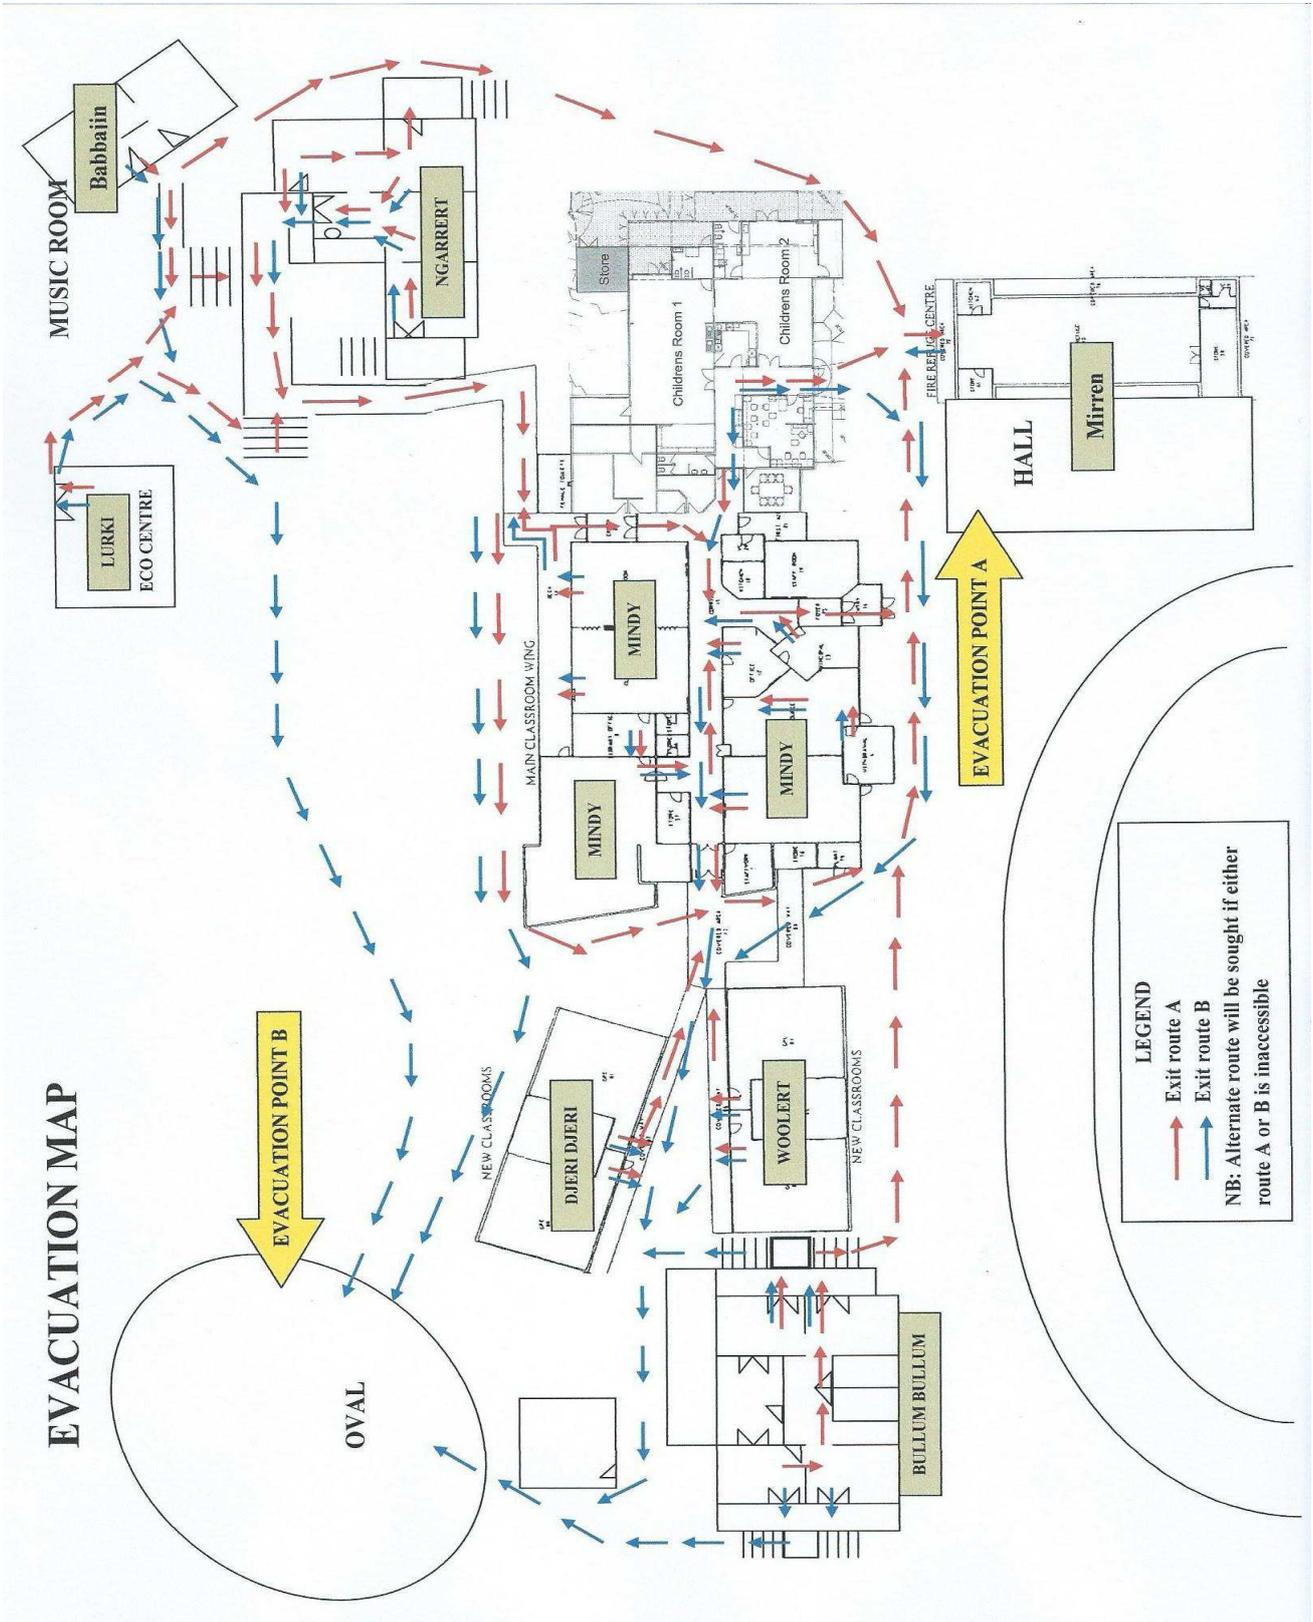 EVACUATION MAP
MUSIC ROOM
Babbajin
LURKI
ECO CENTRE
NGARRERT
EVACUATION POINT B
OVAL
MAIN CLASSROOM WING
MINDY
MINDY
MINDY
Store
Childrens Room 1
Childrens Room 2
NEW CLASSROOMS
DJERI DJERI
WOOLERT
NEW CLASSROOMS
BULLUM BULLUM
FIRE REFUGE CENTRE
HALL
Mirren
EVACUATION POINT A
LEGEND
Exit route A
Exit route B
NB: Alternate route will be sought if either
route A or B is inaccessible